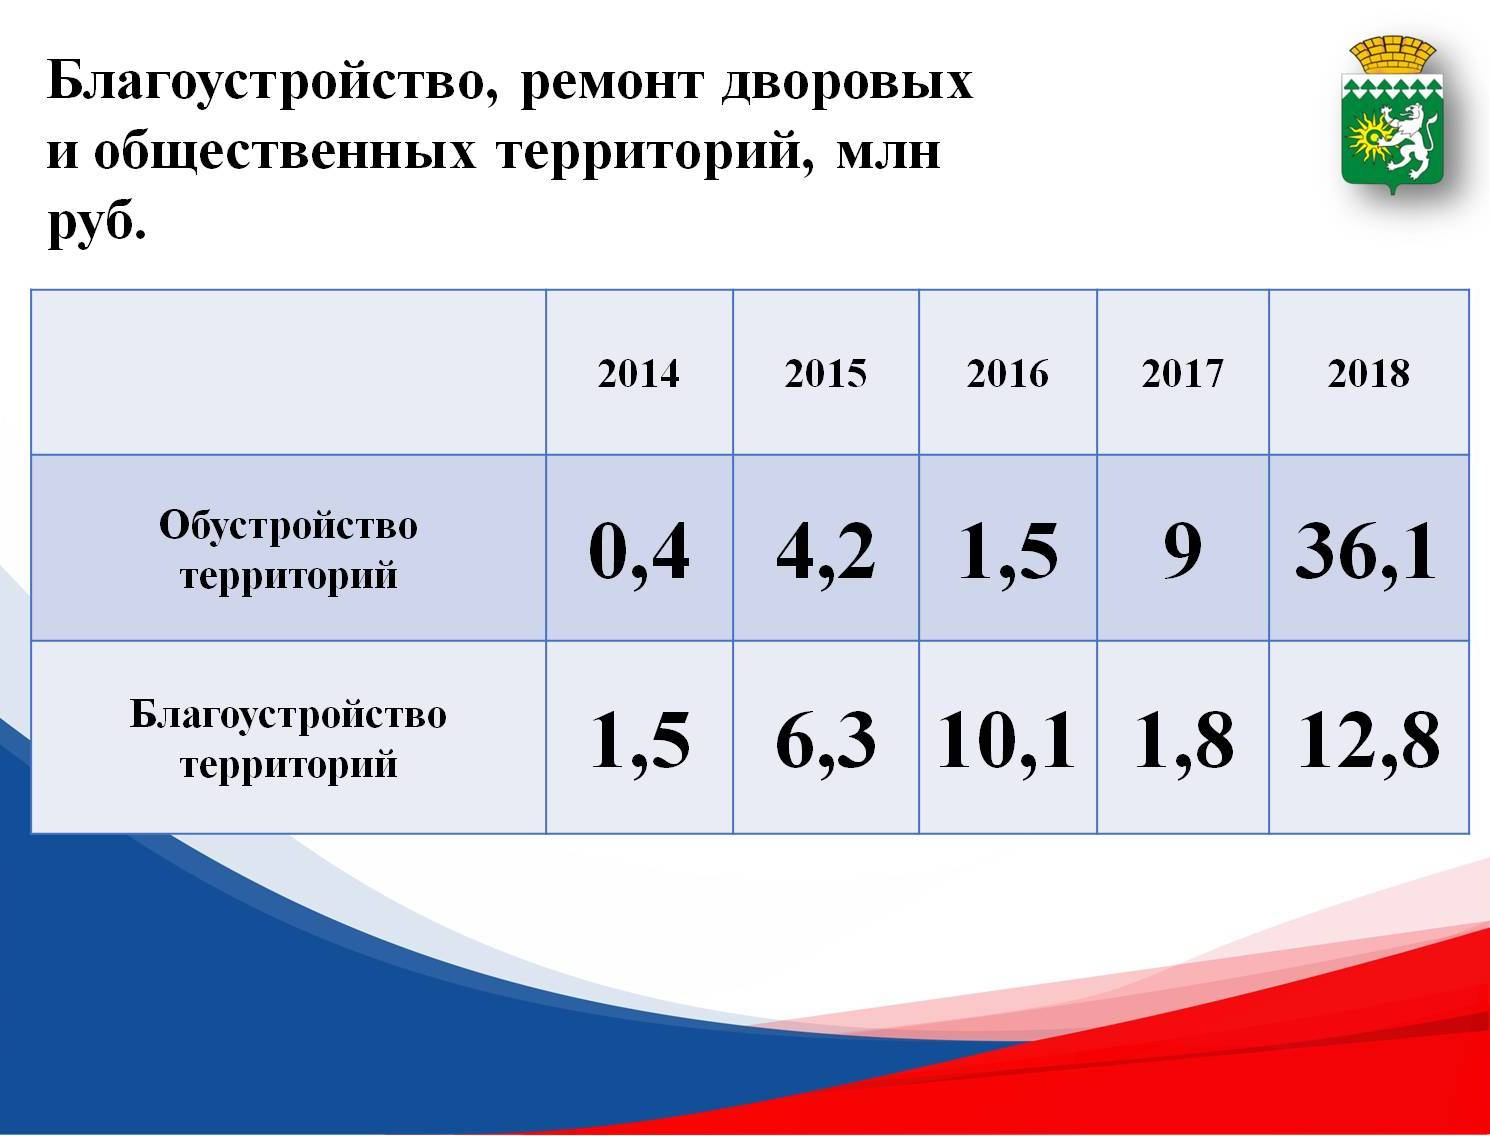 Благоустройство, ремонт дворовых
и общественных территорий, млн
руб.
2014 2015 2016 2017 2018
Обустройство
территорий
0,4 4,2 1,5 9 36,1
Благоустройство
территорий
1,5 6,3 10,1 1,8 12,8